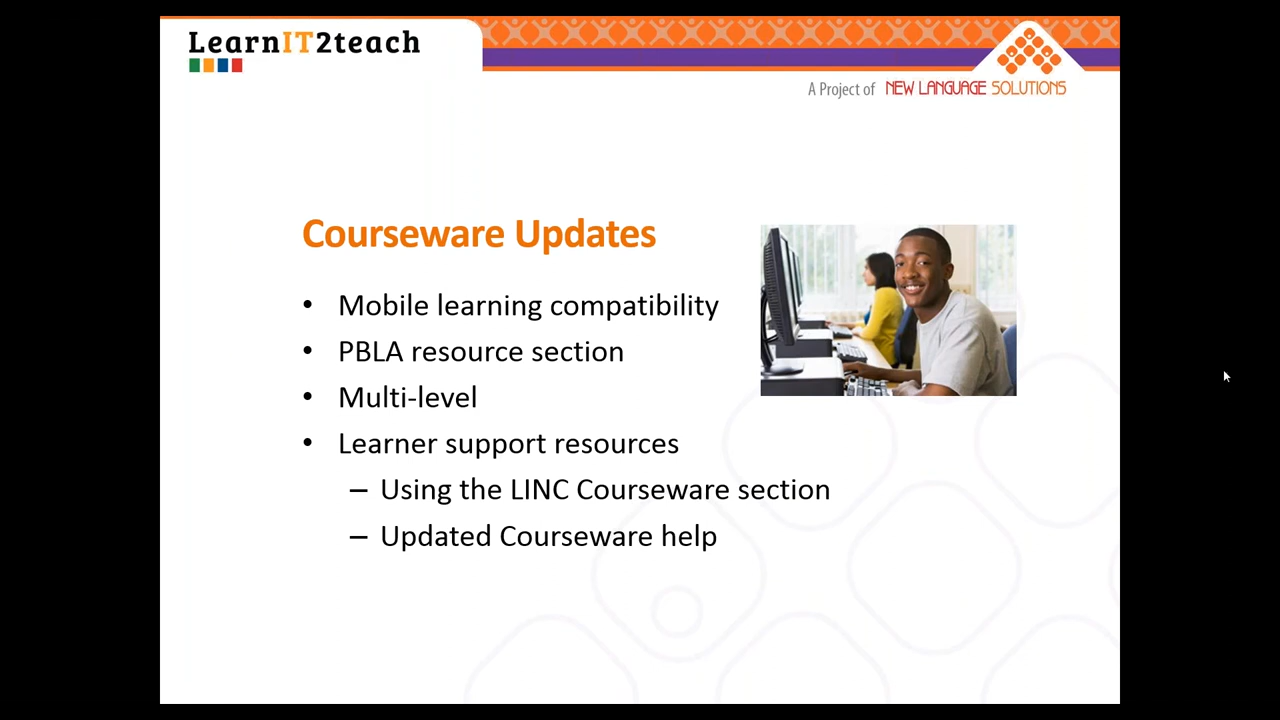 LearnIT2teach
A Project of NEW LANGUAGE SOLUTIONS
Courseware Updates
• Mobile learning compatibility
• PBLA resource section
• Multi-level
• Learner support resources
– Using the LINC Courseware section
– Updated Courseware help